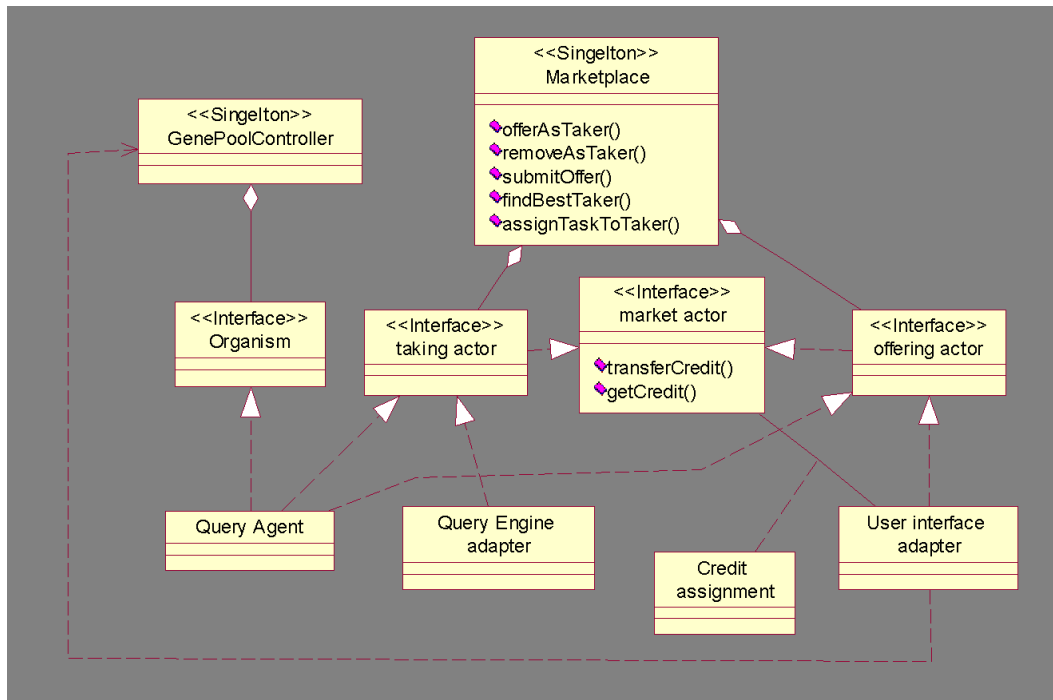 <<Singelton>>
Marketplace
offerAsTaker()
removeAsTaker()
submitOffer()
findBestTaker()
assignTaskToTaker()
<<Singelton>>
GenePoolController
<<Interface>>
Organism
<<Interface>>
taking actor
<<Interface>>
market actor
transferCredit()
getCredit()
<<Interface>>
offering actor
Query Agent
Query Engine
adapter
Credit
assignment
User interface
adapter